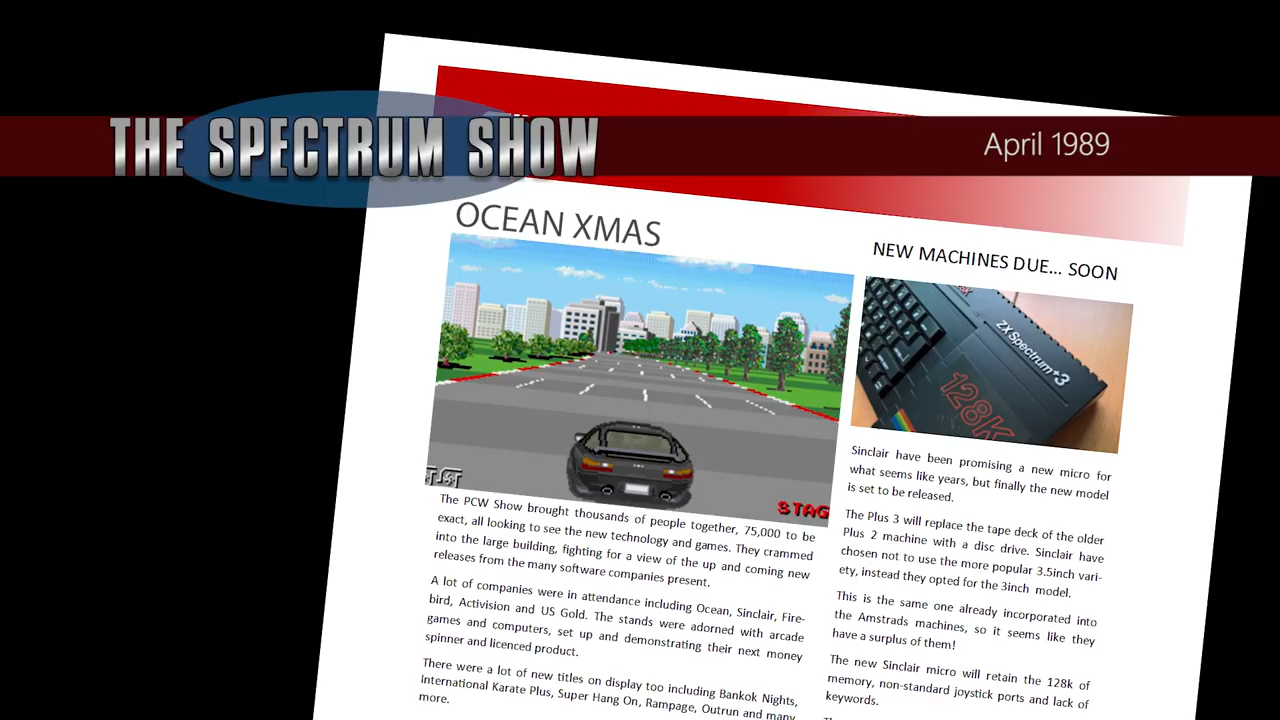 THE SPECTRUM SHOW
April 1989
OCEAN XMAS
STAG
The PCW Show brought thousands of people together, 75,000 to be
exact, all looking to see the new technology and games. They crammed
into the large building, fighting for a view of the up and coming new
releases from the many software companies present.
A lot of companies were in attendance including Ocean, Sinclair, Fire-
bird, Activision and US Gold. The stands were adorned with arcade
games and computers, set up and demonstrating their next money
spinner and licenced product.
There were a lot of new titles on display too including Bankok Nights,
International Karate Plus, Super Hang On, Rampage, Outrun and many
more.
NEW MACHINES DUE... SOON
ZX Spectrum+3
128K
Sinclair have been promising a new micro for
what seems like years, but finally the new model
is set to be released.
The Plus 3 will replace the tape deck of the older
Plus 2 machine with a disc drive. Sinclair have
chosen not to use the more popular 3.5inch vari-
ety, instead they opted for the 3inch model.
This is the same one already incorporated into
the Amstrads machines, so it seems like they
have a surplus of them!
The new Sinclair micro will retain the 128k of
memory, non-standard joystick ports and lack of
keywords.